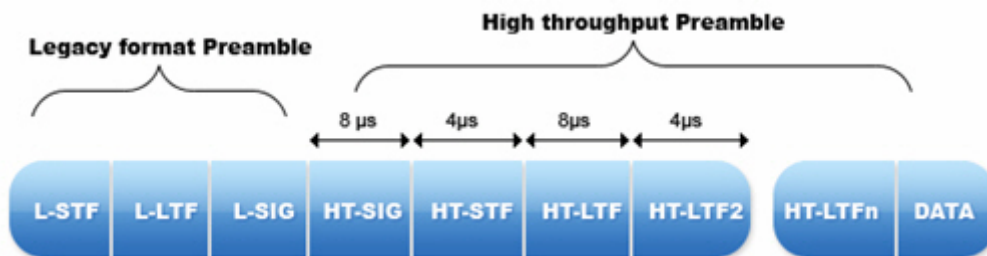 High throughput Preamble
Legacy format Preamble
8 µs
4µs
8µs
4µs
L-STF
L-LTF
L-SIG
HT-SIG
HT-STF
HT-LTF
HT-LTF2
HT-LTFn
DATA